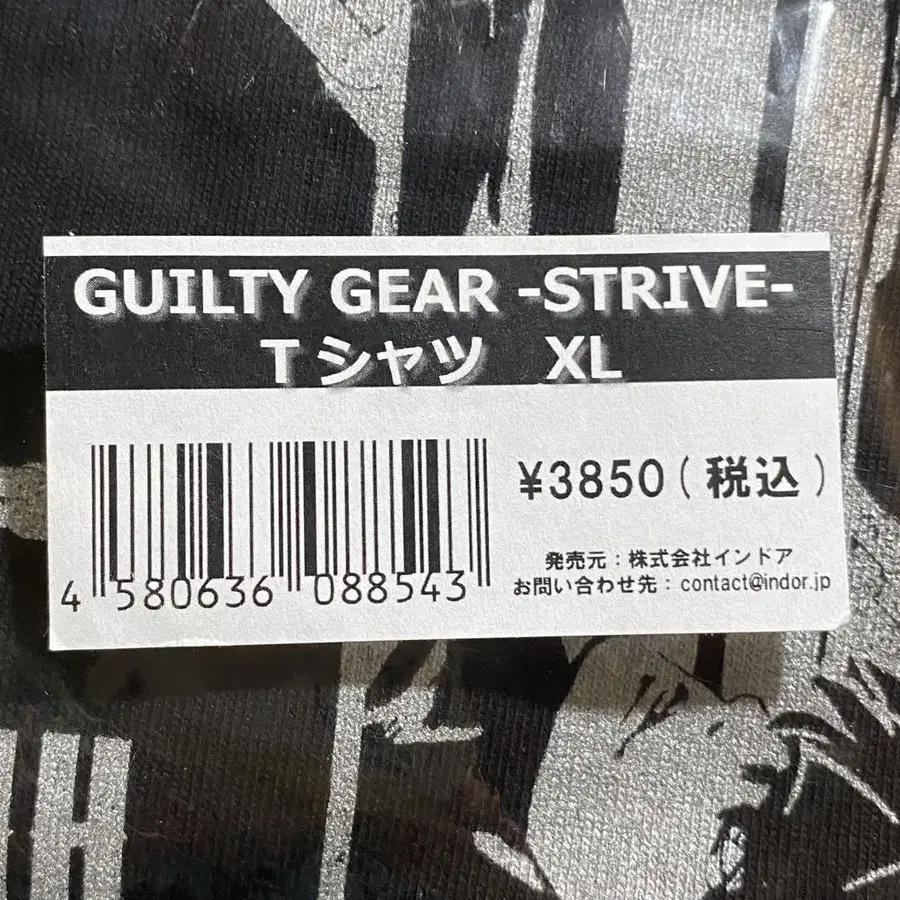 GUILTY GEAR -STRIVE-
Tシャツ　XL
¥3850(税込)
4 580636 088543
発売元：株式会社インドア
お問い合わせ先：contact@indor.jp